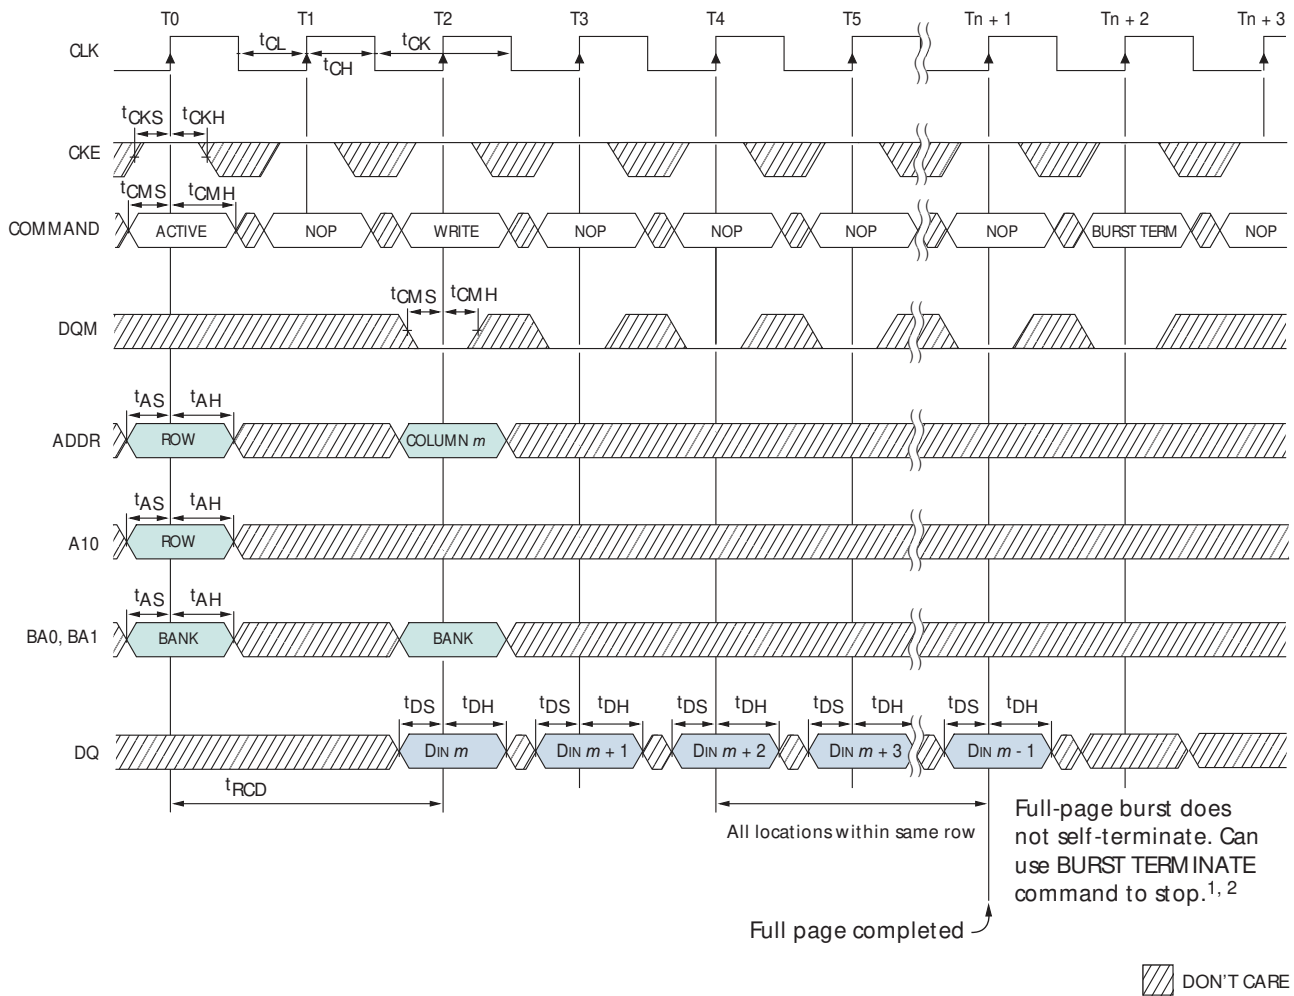 T0 T1 T2 T3 T4 T5 Tn + 1 Tn + 2 Tn + 3
CLK tCL tCH tCK
tCKS tCKH
CKE
tCMS tCMH
COMMAND ACTIVE NOP WRITE NOP NOP NOP NOP BURST TERM NOP
tCMS tCMH
DQM
tAS tAH
ADDR ROW COLUMN m
tAS tAH
A10 ROW
tAS tAH
BA0, BA1 BANK BANK
tDS tDH tDS tDH tDS tDH tDS tDH tDS tDH
DQ DIN m DIN m + 1 DIN m + 2 DIN m + 3 DIN m - 1
tRCD
All locations within same row
Full-page burst does
not self-terminate. Can
use BURST TERMINATE
command to stop.1, 2
Full page completed
DON'T CARE